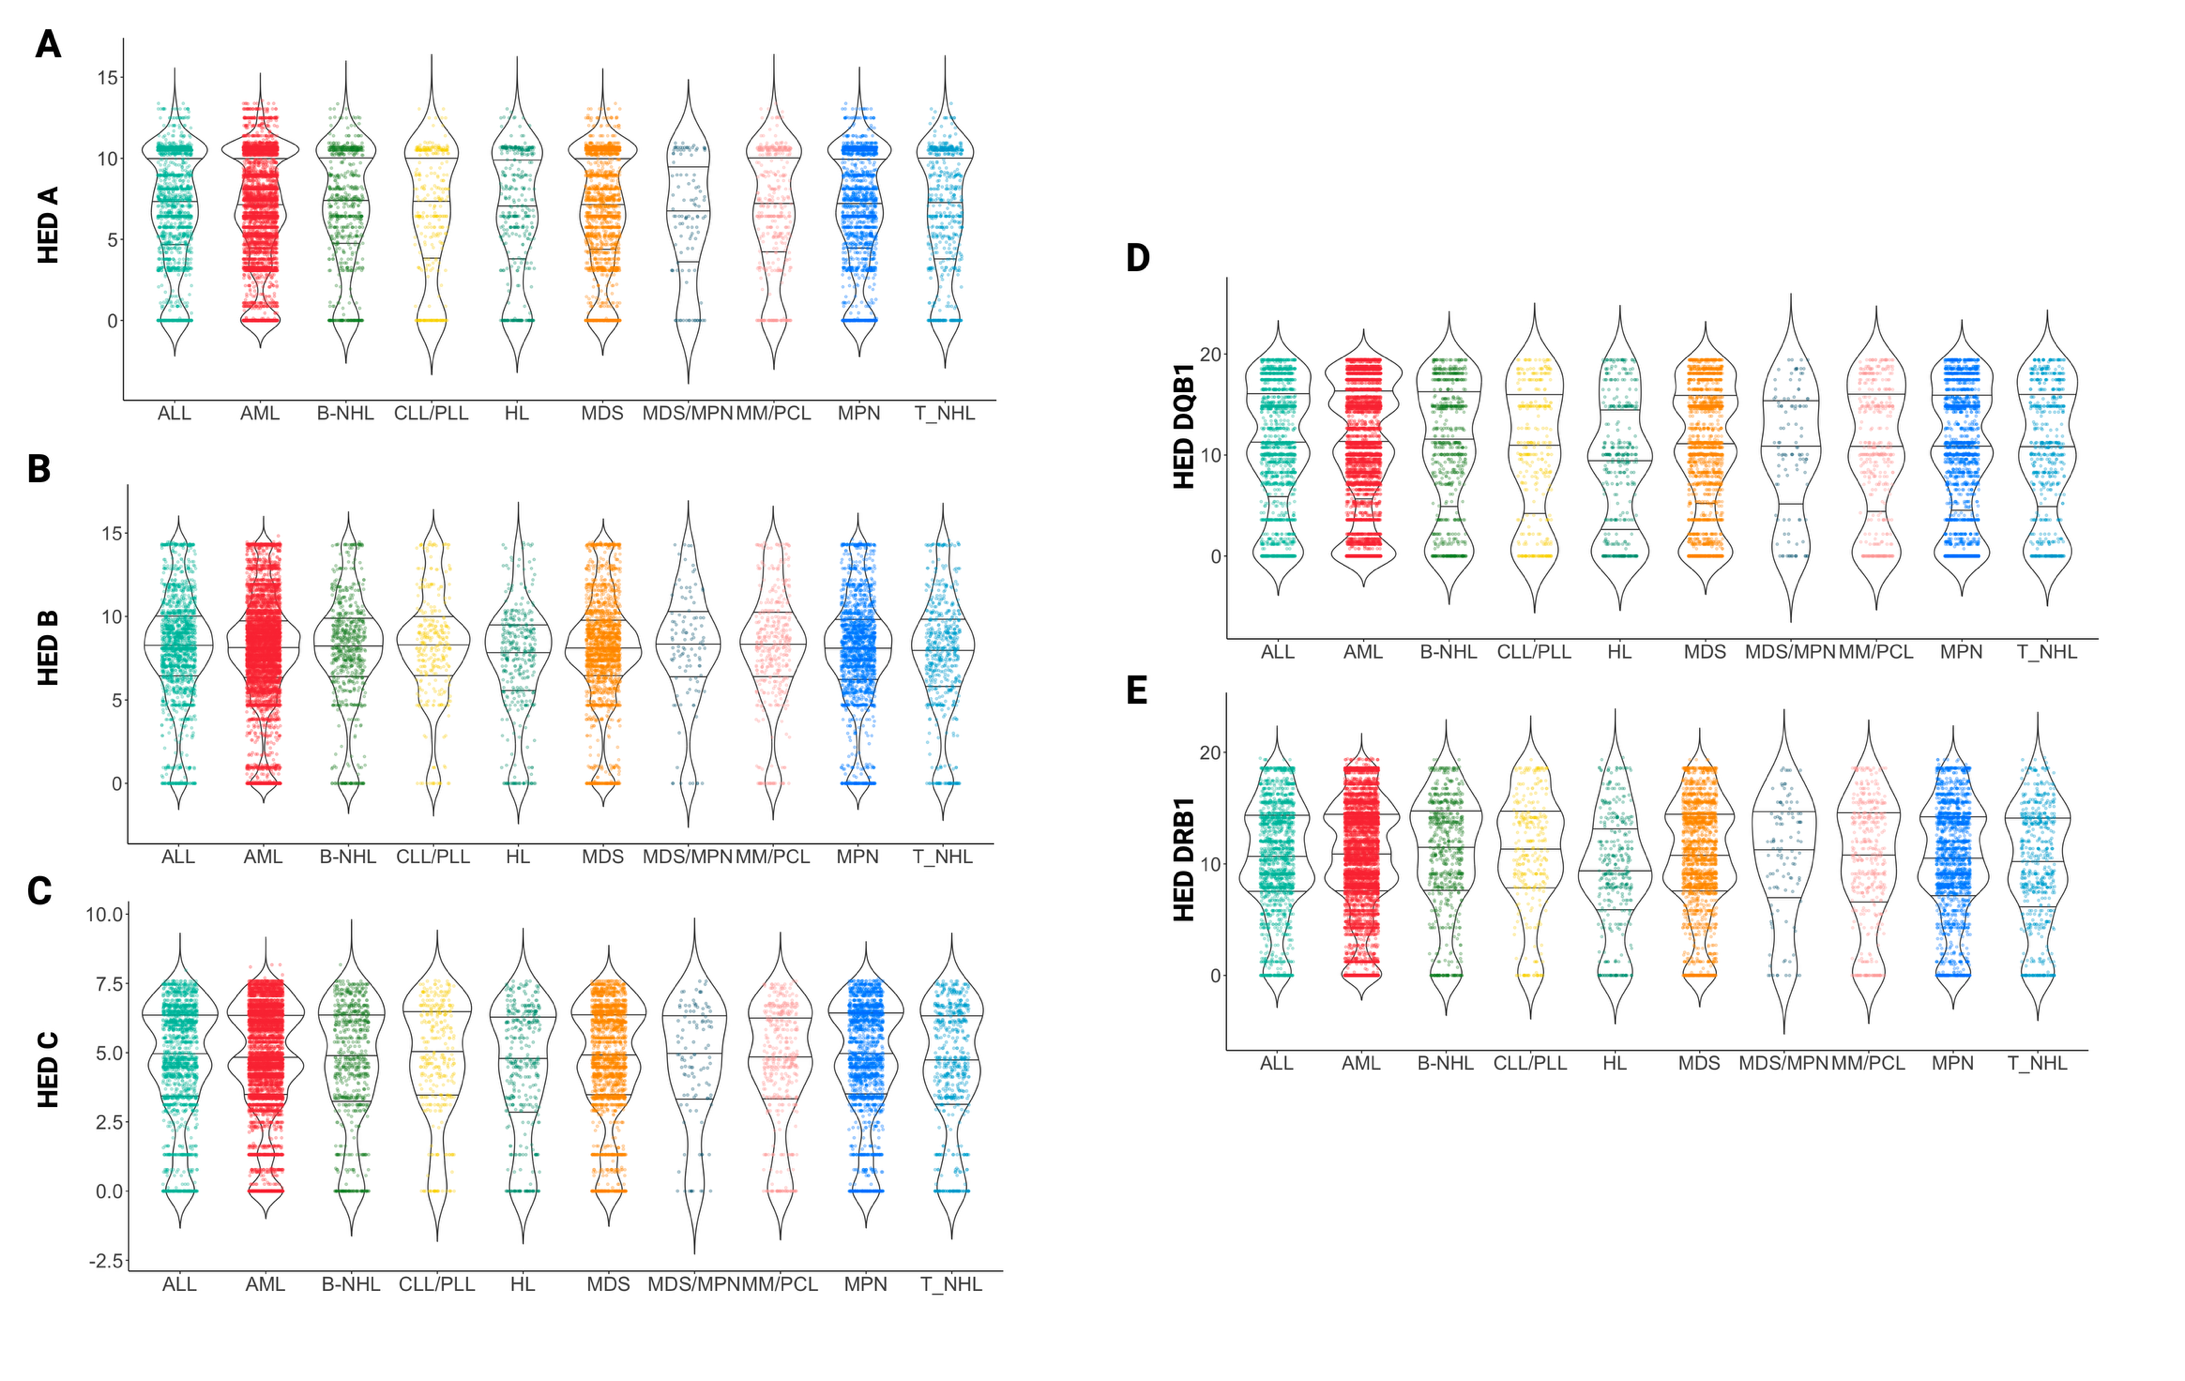 A
HED A
15
10
5
0
ALL AML B-NHL CLL/PLL HL MDS MDS/MPN MM/PCL MPN T_NHL
B
HED B
15
10
5
0
ALL AML B-NHL CLL/PLL HL MDS MDS/MPN MM/PCL MPN T_NHL
C
HED C
10.0
7.5
5.0
2.5
0.0
-2.5
ALL AML B-NHL CLL/PLL HL MDS MDS/MPN MM/PCL MPN T_NHL
D
HED DQB1
20
10
0
ALL AML B-NHL CLL/PLL HL MDS MDS/MPN MM/PCL MPN T_NHL
E
HED DRB1
20
10
0
ALL AML B-NHL CLL/PLL HL MDS MDS/MPN MM/PCL MPN T_NHL